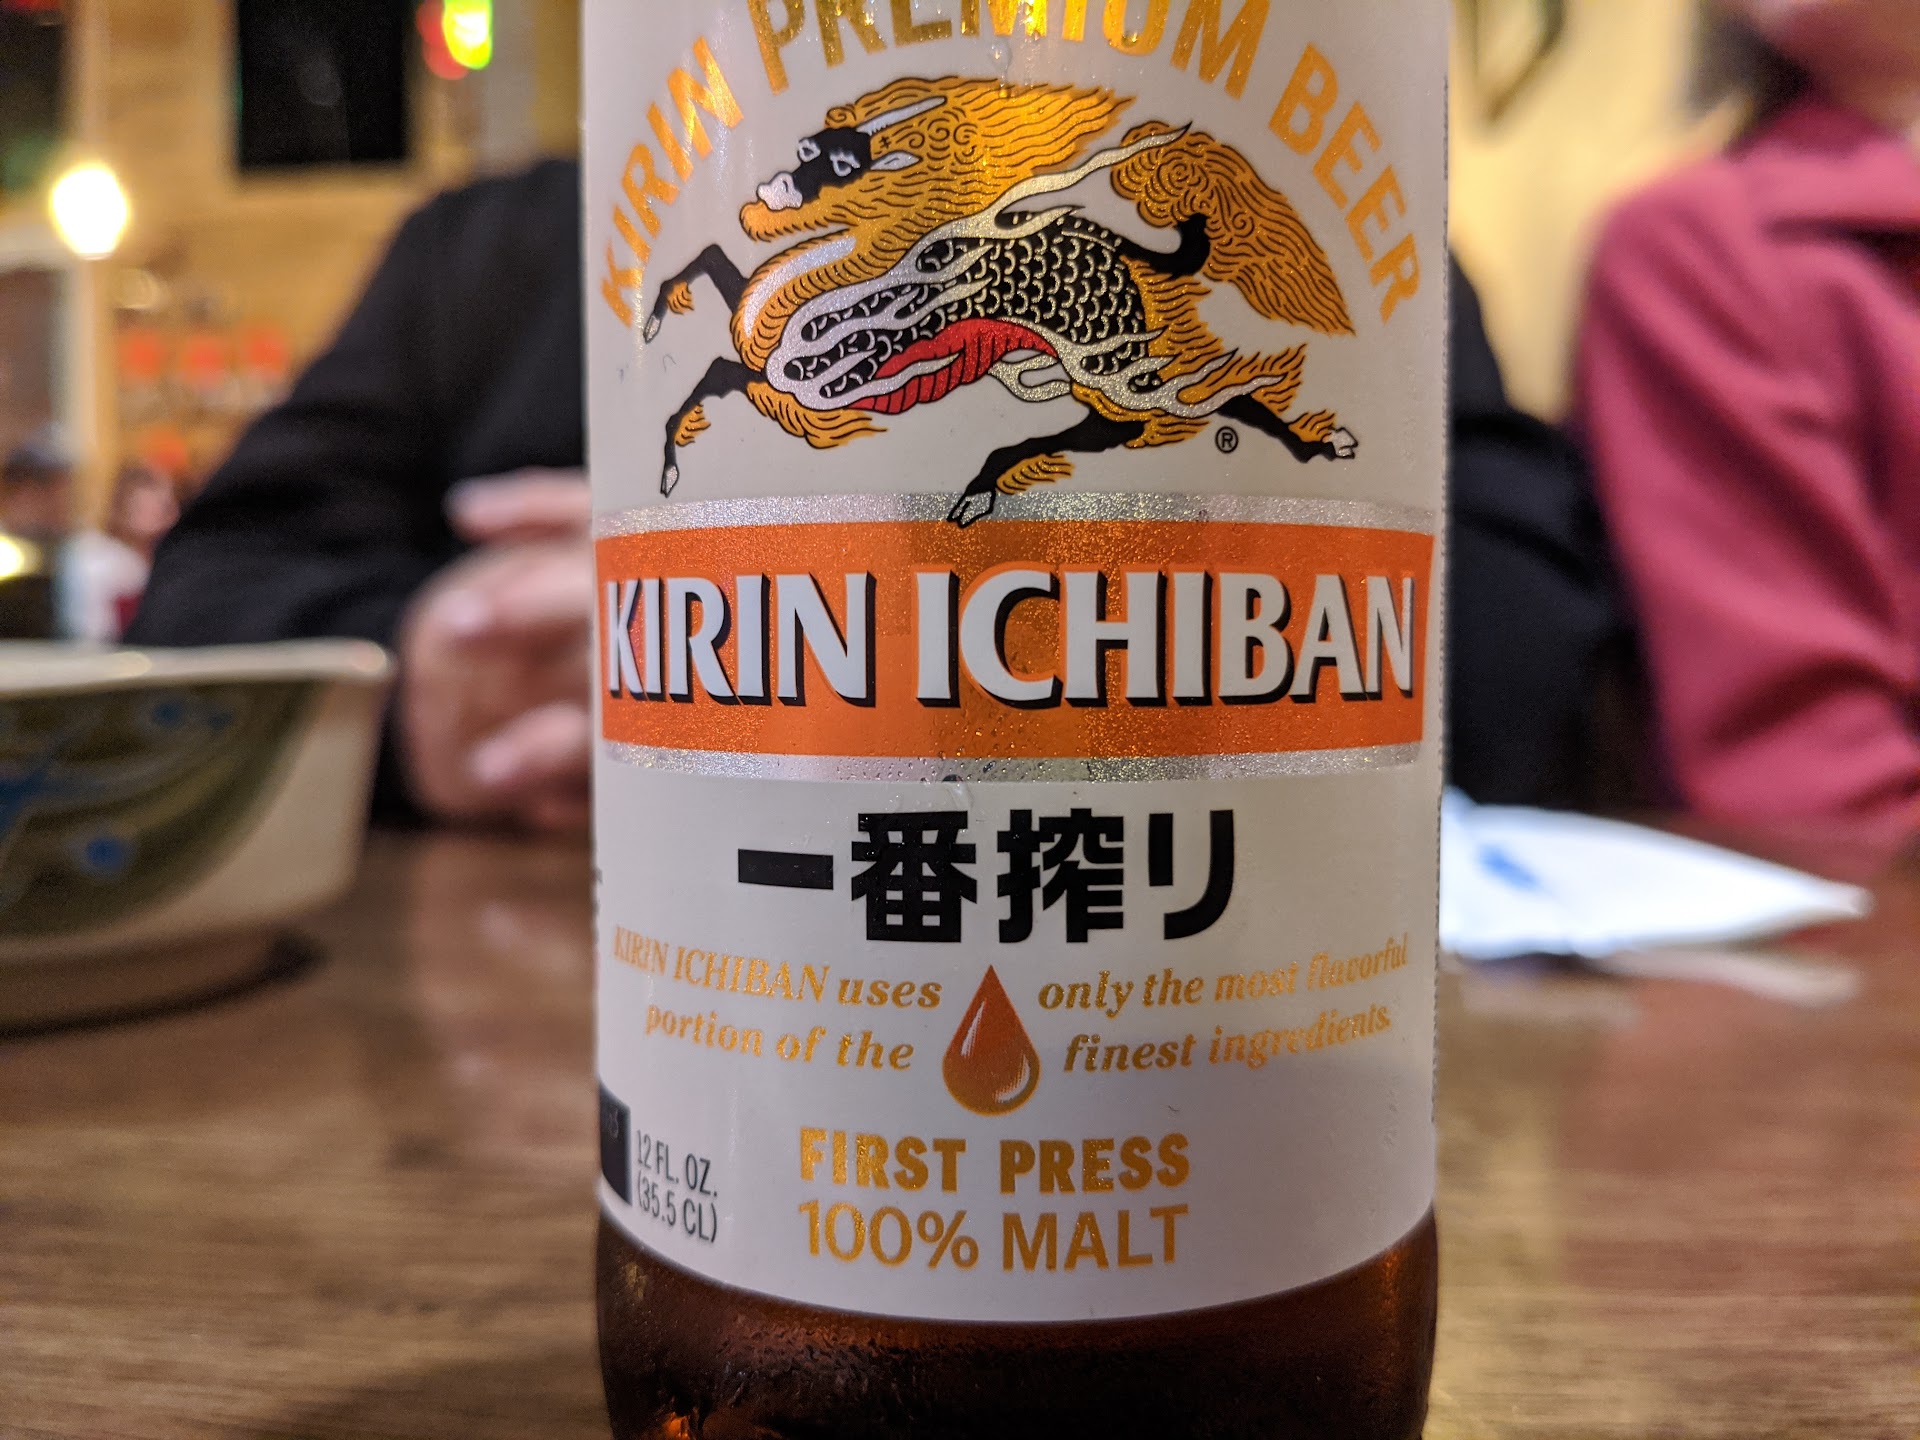 KIRIN PREMIUM BEER
®
KIRIN ICHIBAN
一番搾り
KIRIN ICHIBAN uses only the most flavorful
portion of the finest ingredients.
FIRST PRESS
100% MALT
12 FL. OZ.
(35.5 CL)